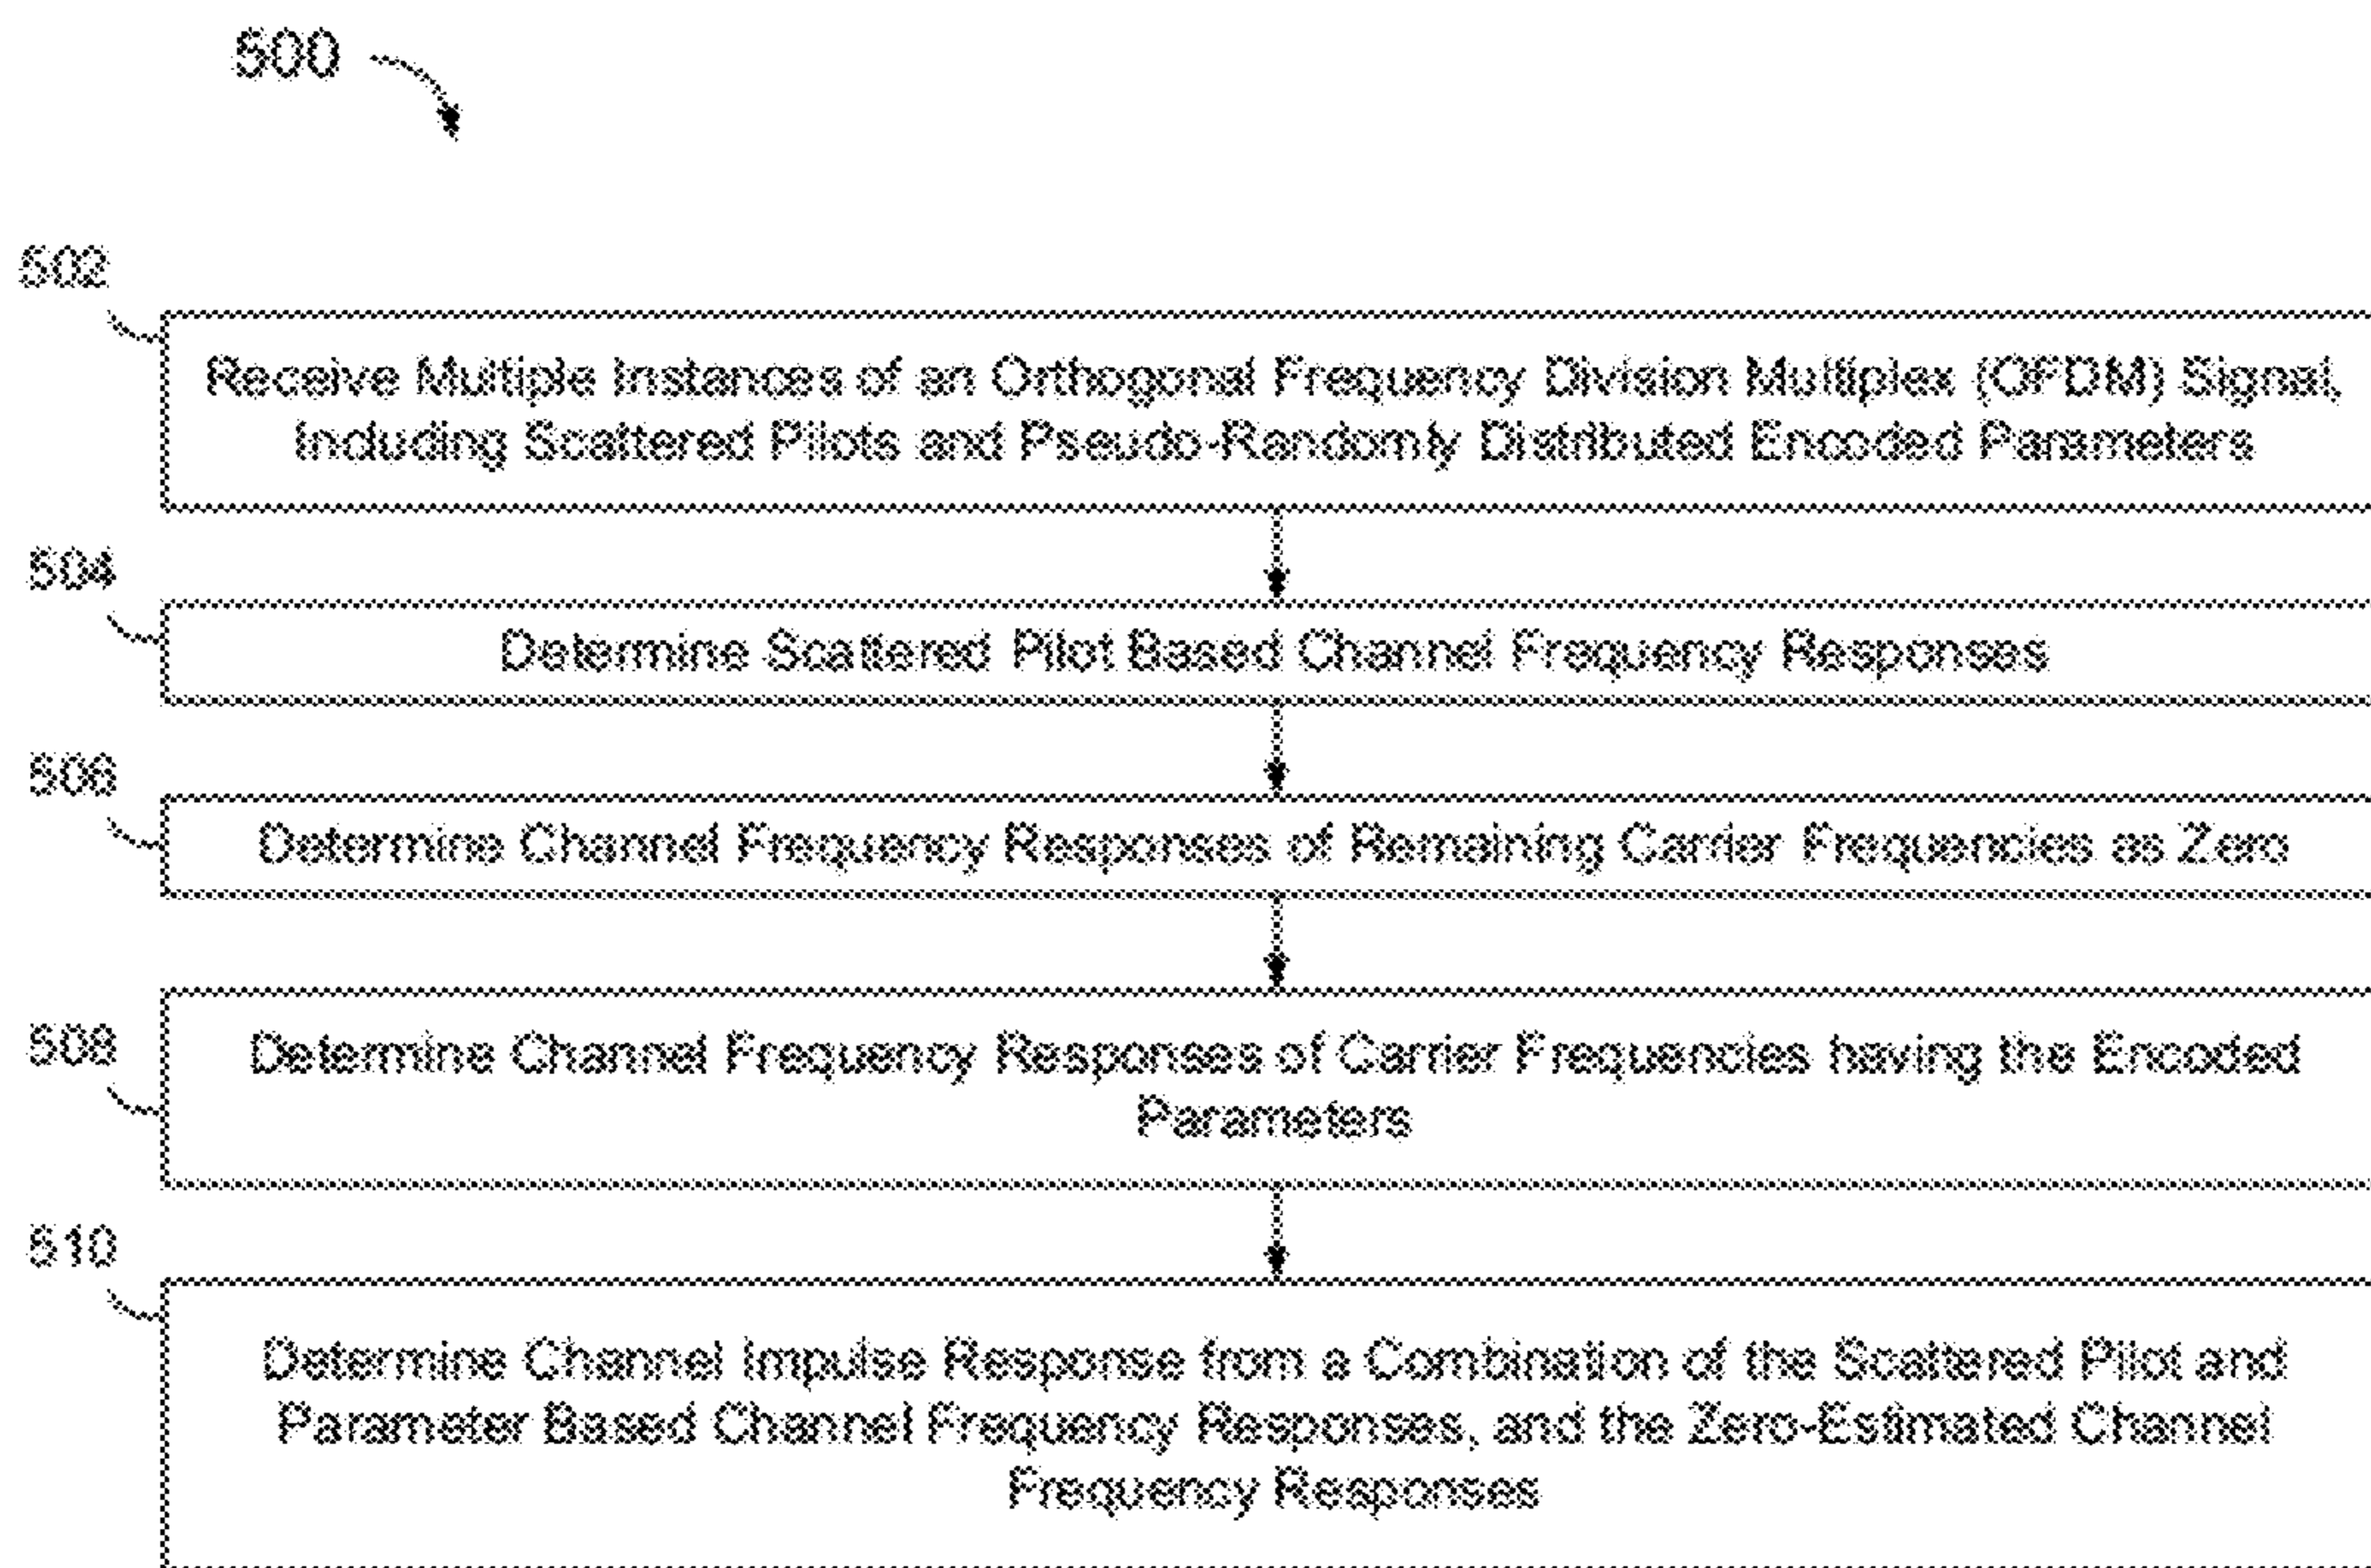 500
502
Receive Multiple Instances of an Orthogonal Frequency Division Multiplex (OFDM) Signal,
Including Scattered Pilots and Pseudo-Randomly Distributed Encoded Parameters
504
Determine Scattered Pilot Based Channel Frequency Responses
506
Determine Channel Frequency Responses of Remaining Carrier Frequencies as Zero
508
Determine Channel Frequency Responses of Carrier Frequencies having the Encoded
Parameters
510
Determine Channel Impulse Response from a Combination of the Scattered Pilot and
Parameter Based Channel Frequency Responses, and the Zero-Estimated Channel
Frequency Responses